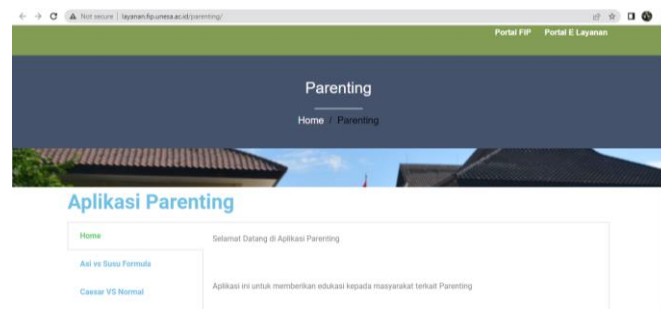 Not secure | layanan.fip.unesa.ac.id/parenting/
Portal FIP Portal E Layanan
Parenting
Home / Parenting
Aplikasi Parenting
Home
Selamat Datang di Aplikasi Parenting
Asi vs Susu Formula
Caesar VS Normal
Aplikasi ini untuk memberikan edukasi kepada masyarakat terkait Parenting